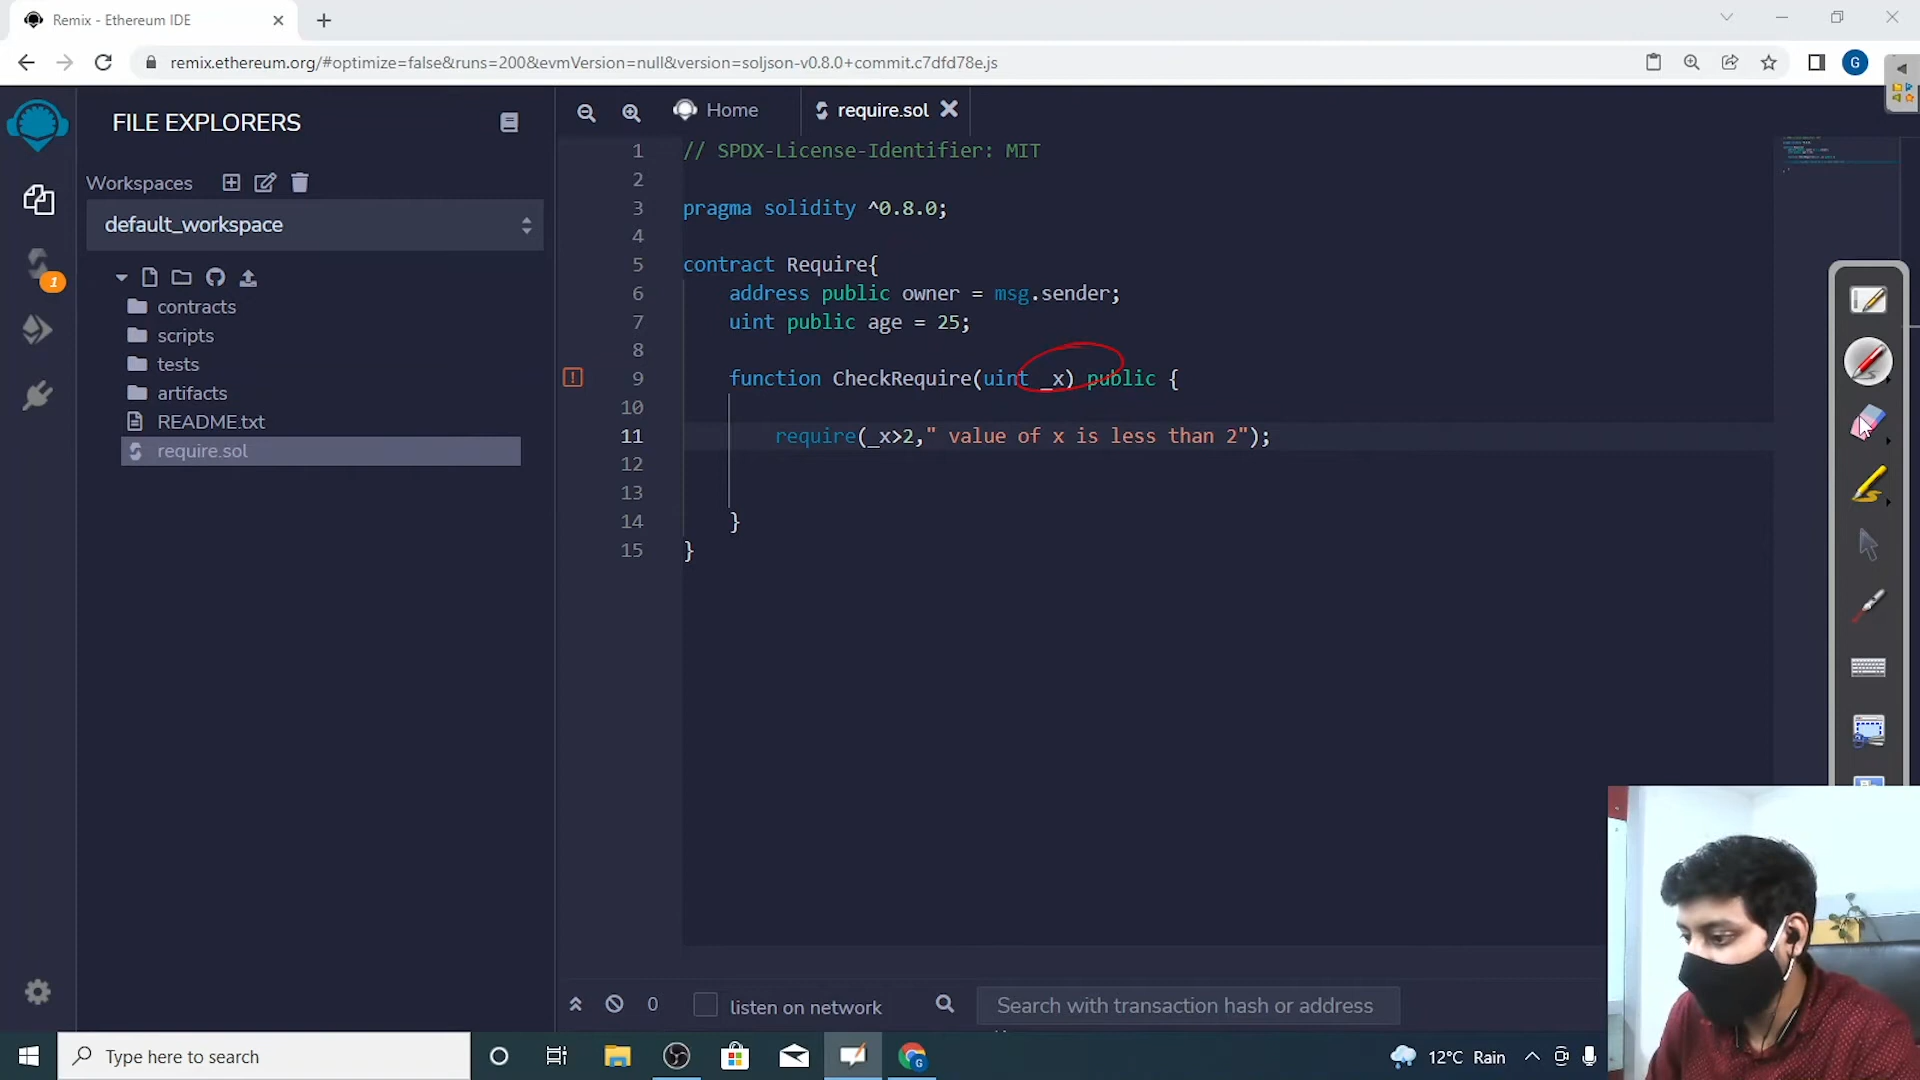 Remix - Ethereum IDE
remix.ethereum.org/#optimize=false&runs=200&evmVersion=null&version=soljson-v0.8.0+commit.c7dfd78e.js
G
FILE EXPLORERS
Home
require.sol
Workspaces
default_workspace
1
contracts
scripts
tests
artifacts
README.txt
require.sol
1 // SPDX-License-Identifier: MIT
2
3 pragma solidity ^0.8.0;
4
5 contract Require{
6 address public owner = msg.sender;
7 uint public age = 25;
8
9 function CheckRequire(uint _x) public {
10
11 require(_x>2," value of x is less than 2");
12
13
14 }
15 }
0
listen on network
Search with transaction hash or address
Type here to search
G
12°C Rain